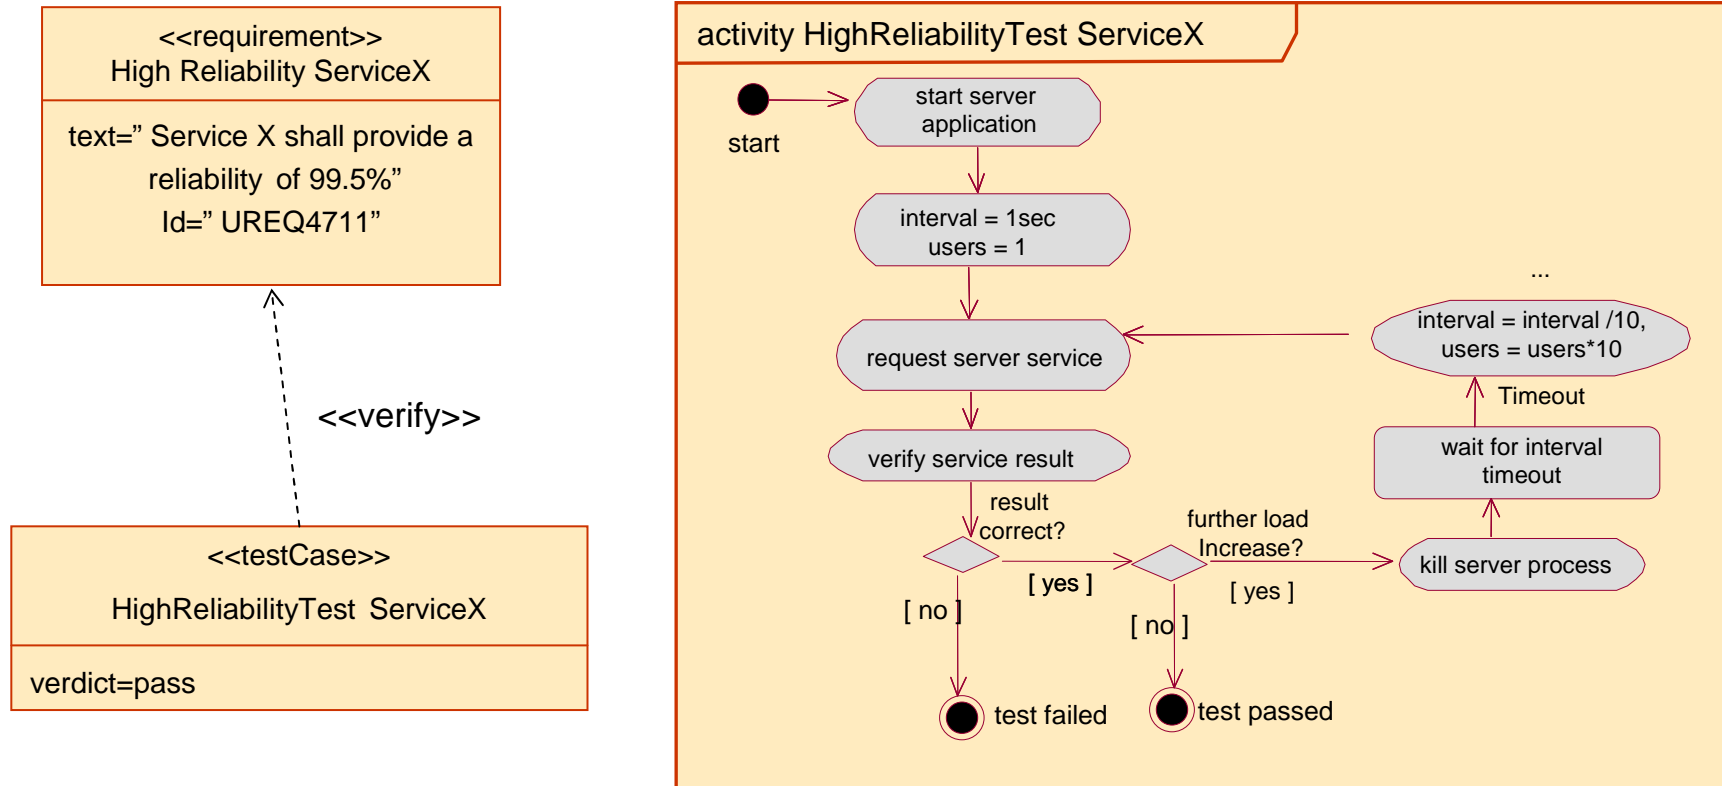 <<requirement>>
High Reliability ServiceX
text=” Service X shall provide a
reliability of 99.5%”
Id=” UREQ4711”
<<verify>>
<<testCase>>
HighReliabilityTest ServiceX
verdict=pass
activity HighReliabilityTest ServiceX
start
start server
application
interval = 1sec
users = 1
request server service
verify service result
result
correct?
[ no ]
[ yes ]
test failed
further load
Increase?
[ no ]
[ yes ]
test passed
kill server process
wait for interval
timeout
Timeout
interval = interval /10,
users = users*10
...